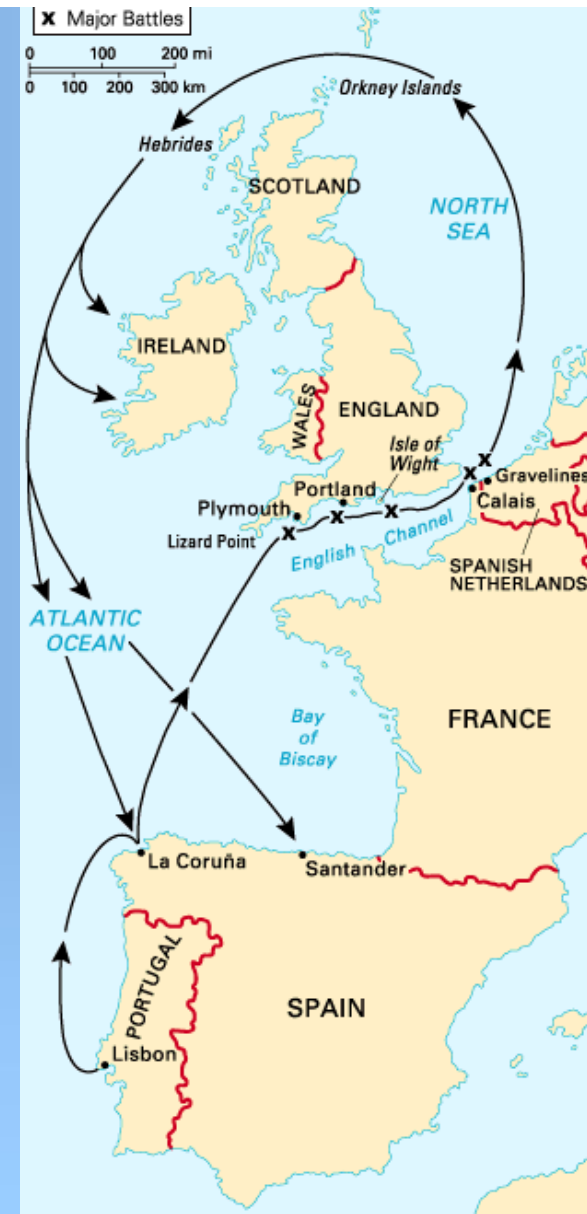 x Major Battles
0 100 200 mi
0 100 200 300 km
Orkney Islands
Hebrides
SCOTLAND
NORTH
SEA
IRELAND
WALES
ENGLAND
Isle of
Wight
Portland
Plymouth
Lizard Point
English Channel
Gravelines
Calais
SPANISH
NETHERLANDS
ATLANTIC
OCEAN
Bay
of
Biscay
FRANCE
La Coruña
Santander
PORTUGAL
SPAIN
Lisbon